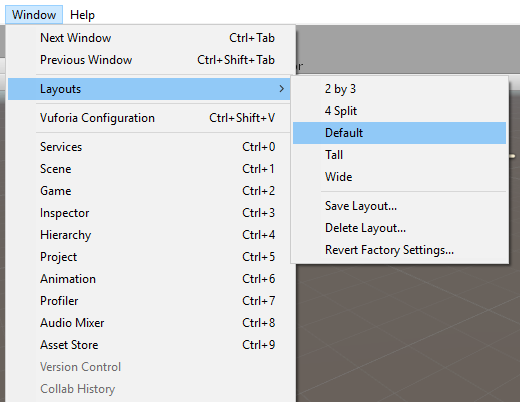 Window Help
Next Window Ctrl+Tab
Previous Window Ctrl+Shift+Tab
Layouts
Vuforia Configuration Ctrl+Shift+V
Services Ctrl+0
Scene Ctrl+1
Game Ctrl+2
Inspector Ctrl+3
Hierarchy Ctrl+4
Project Ctrl+5
Animation Ctrl+6
Profiler Ctrl+7
Audio Mixer Ctrl+8
Asset Store Ctrl+9
Version Control
Collab History
2 by 3
4 Split
Default
Tall
Wide
Save Layout...
Delete Layout...
Revert Factory Settings...